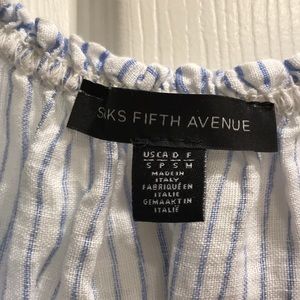 SAKS FIFTH AVENUE
US CA D F
S P S M
MADE IN
ITALY
FABRIQUÉ EN
ITALIE
GEMAAKT IN
ITALIË